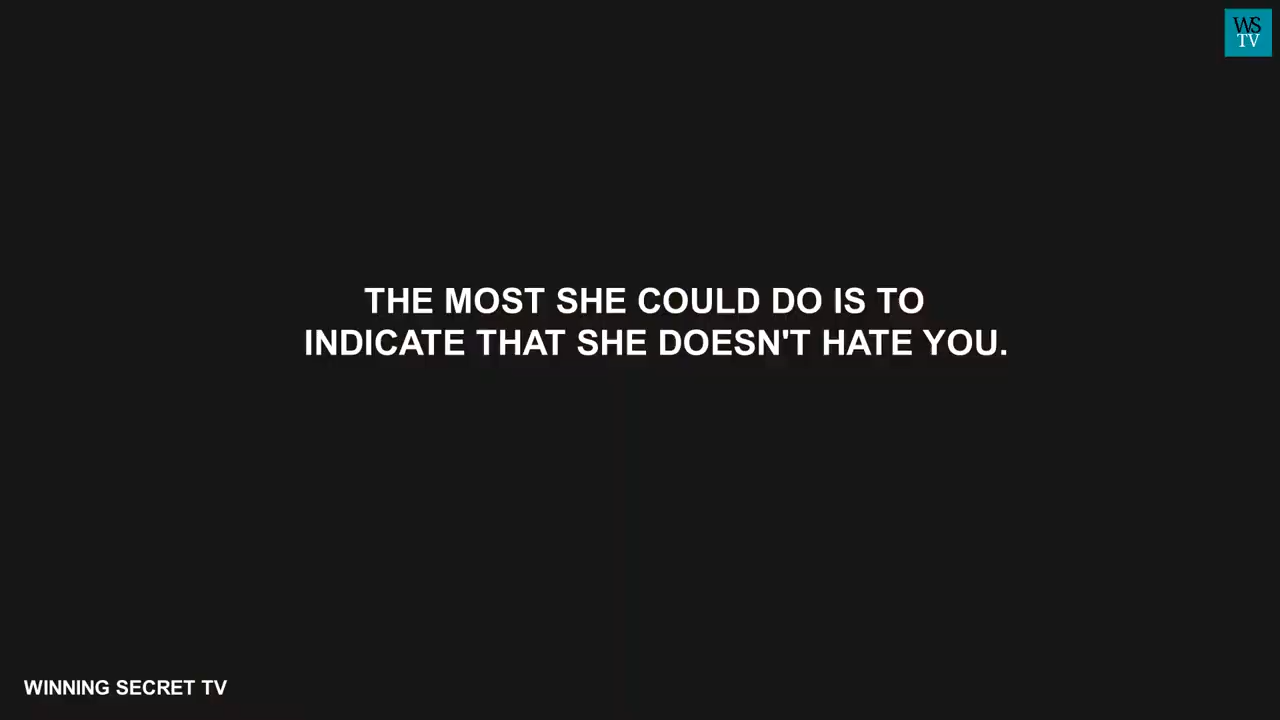 WS
TV
THE MOST SHE COULD DO IS TO
INDICATE THAT SHE DOESN'T HATE YOU.
WINNING SECRET TV